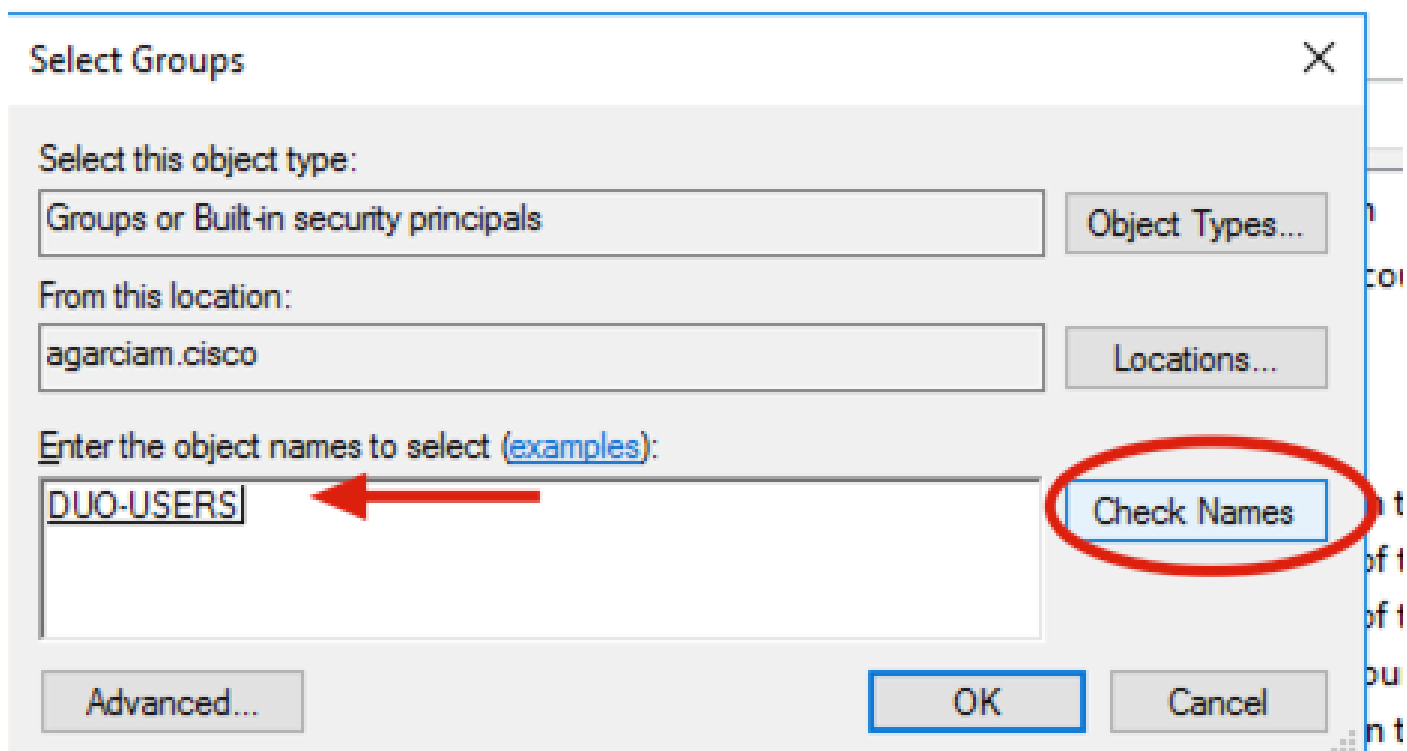 Select Groups
Select this object type:
Groups or Built-in security principals
Object Types...
From this location:
agarciam.cisco
Locations...
Enter the object names to select (examples):
DUO-USERS
Check Names
Advanced...
OK
Cancel